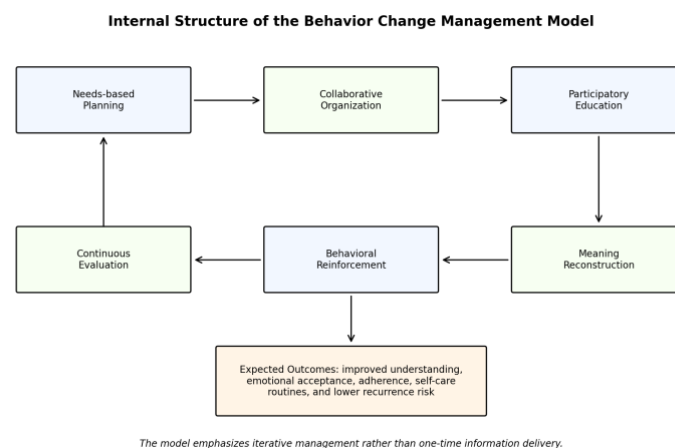 Internal Structure of the Behavior Change Management Model
Needs-based
Planning
Collaborative
Organization
Participatory
Education
Continuous
Evaluation
Behavioral
Reinforcement
Meaning
Reconstruction
Expected Outcomes: improved understanding,
emotional acceptance, adherence, self-care
routines, and lower recurrence risk
The model emphasizes iterative management rather than one-time information delivery.